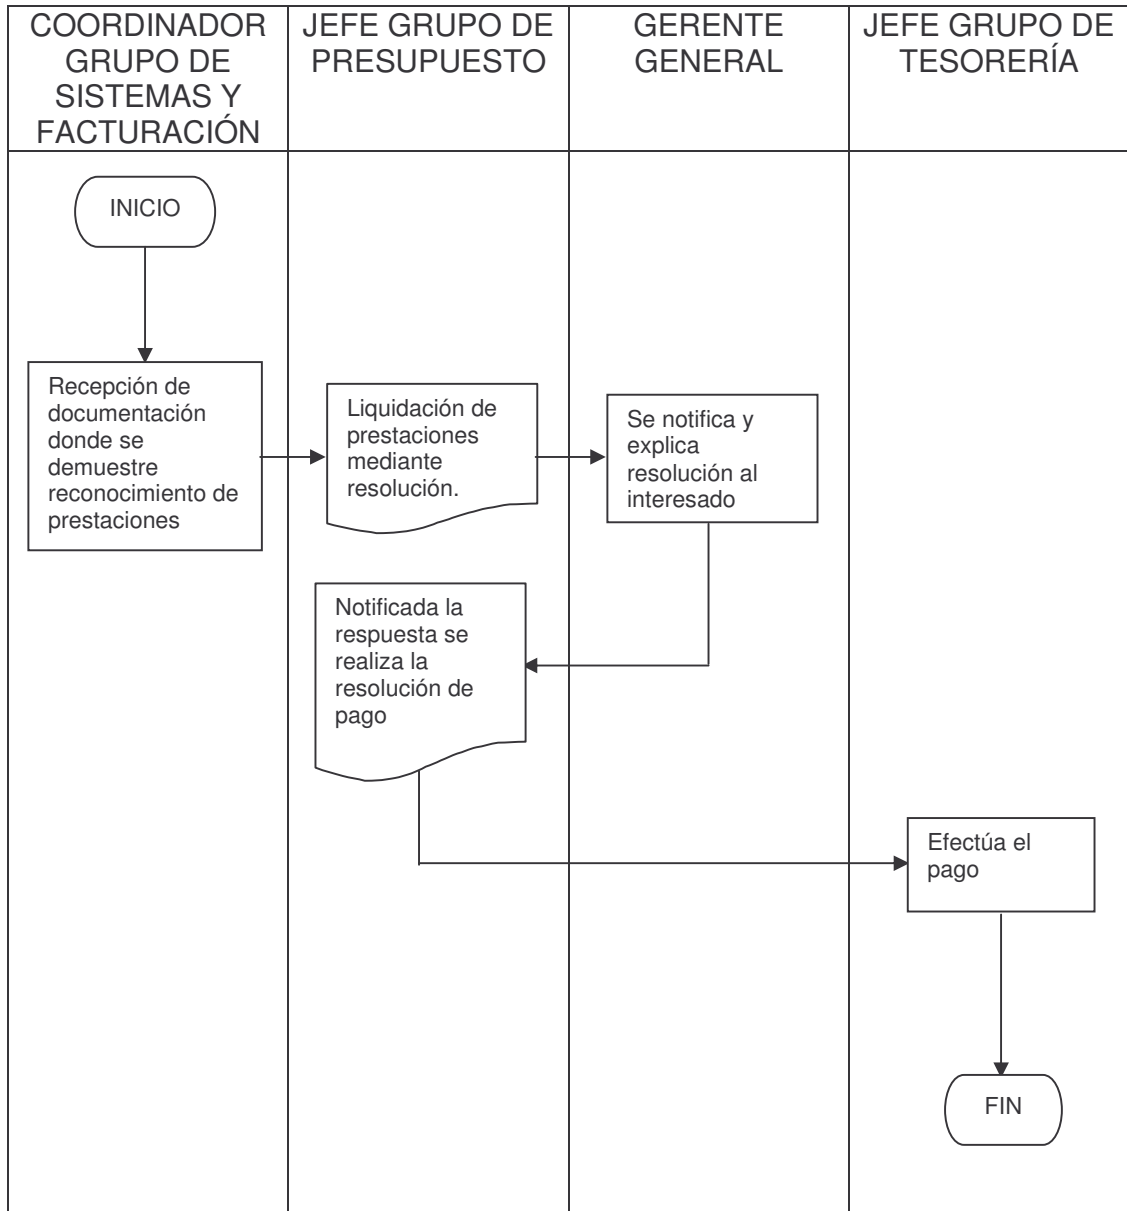 COORDINADOR
GRUPO DE
SISTEMAS Y
FACTURACIÓN
JEFE GRUPO DE
PRESUPUESTO
GERENTE
GENERAL
JEFE GRUPO DE
TESORERÍA
INICIO
Recepción de
documentación
donde se
demuestre
reconocimiento de
prestaciones
Liquidación de
prestaciones
mediante
resolución.
Se notifica y
explica
resolución al
interesado
Notificada la
respuesta se
realiza la
resolución de
pago
Efectúa el
pago
FIN